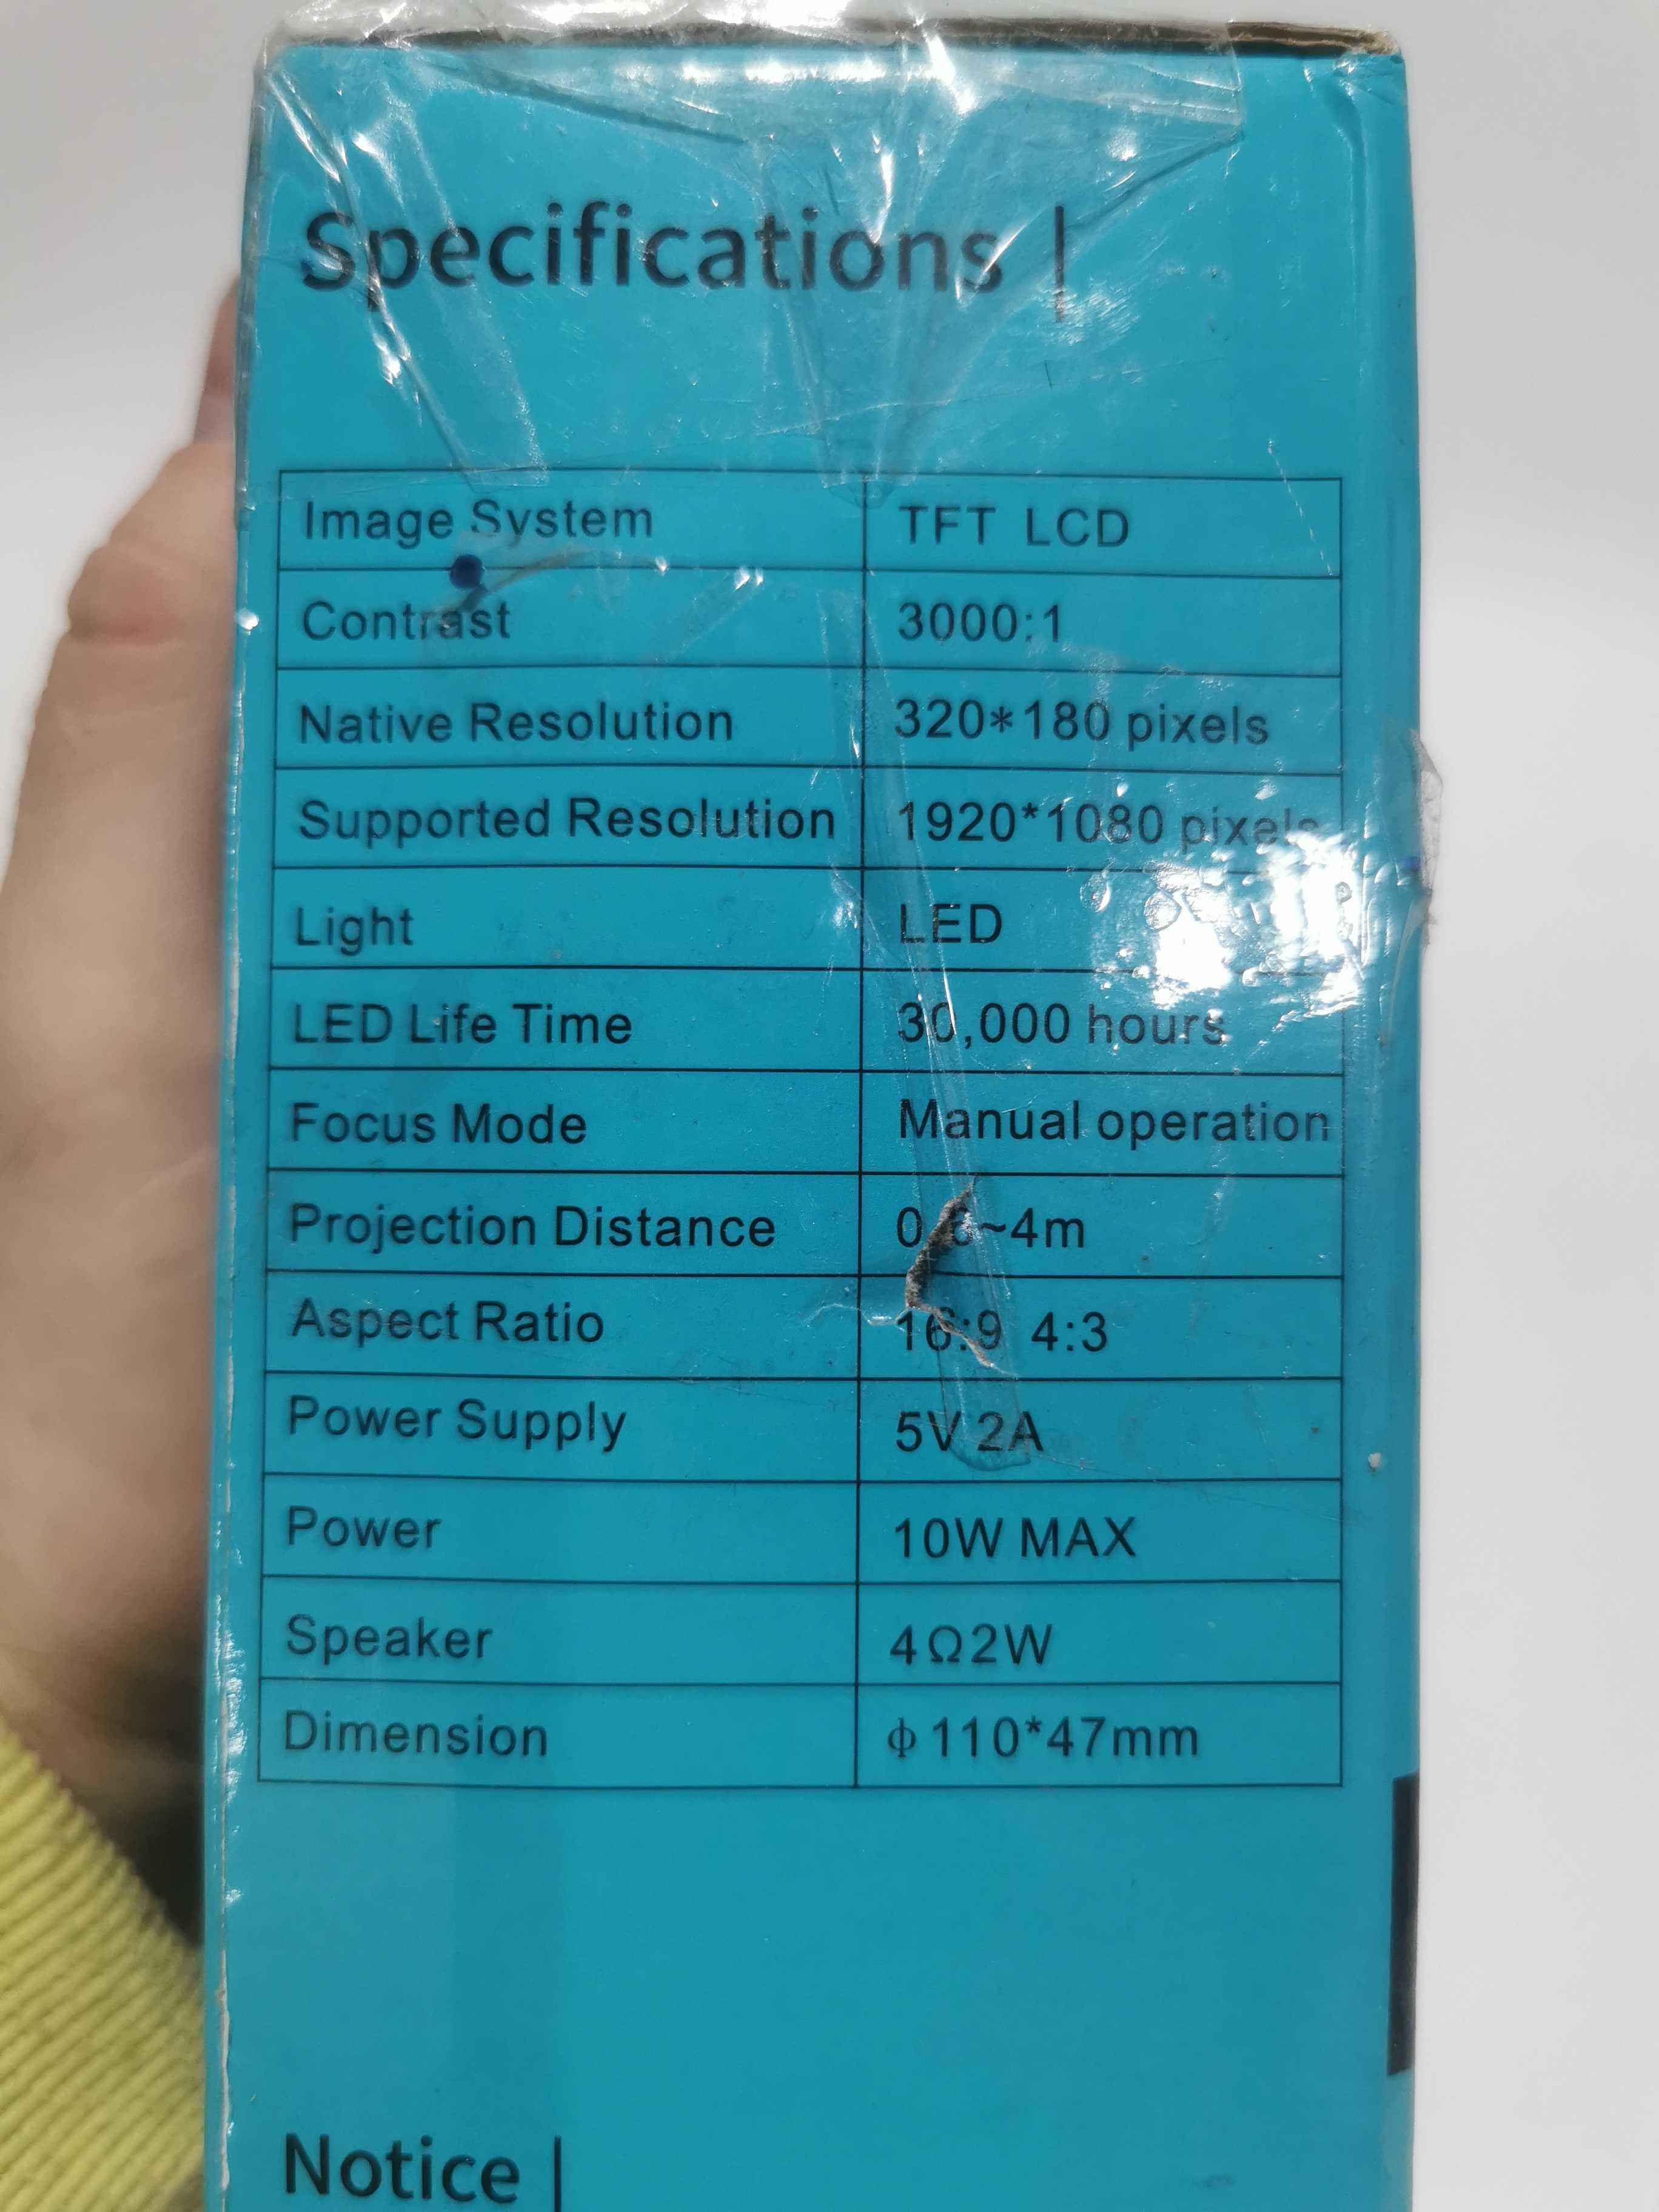 Specifications |
Image System TFT LCD
Contrast 3000:1
Native Resolution 320*180 pixels
Supported Resolution 1920*1080 pixels
Light LED
LED Life Time 30,000 hours
Focus Mode Manual operation
Projection Distance
Aspect Ratio 16:9 4:3
Power Supply 5V 2A
Power 10W MAX
Speaker 4Ω2W
Dimension ϕ110*47mm
Notice |